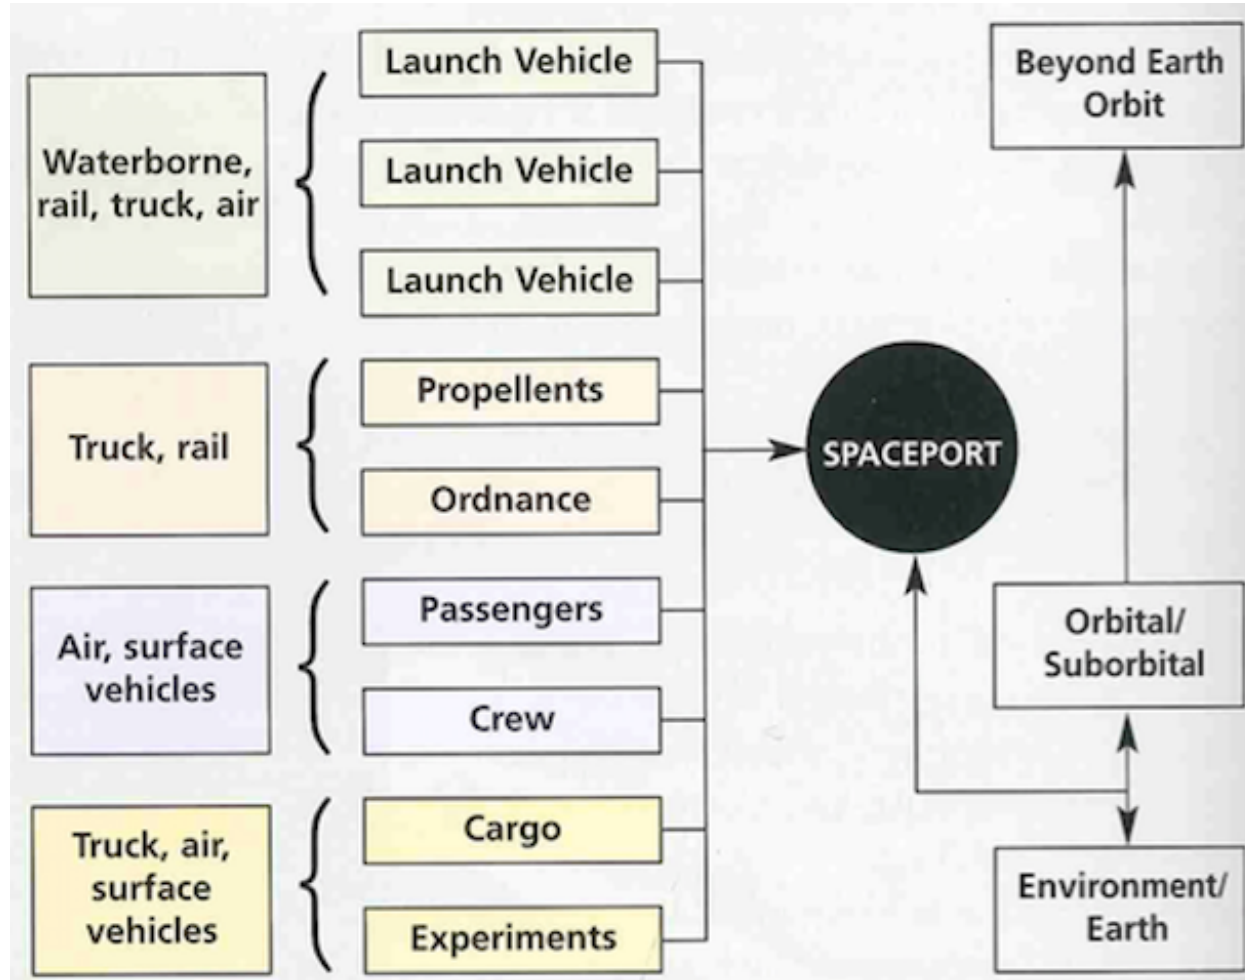 Waterborne,
rail, truck, air
Launch Vehicle
Launch Vehicle
Launch Vehicle
Truck, rail
Propellents
Ordnance
Air, surface
vehicles
Passengers
Crew
Truck, air,
surface
vehicles
Cargo
Experiments
SPACEPORT
Beyond Earth
Orbit
Orbital/
Suborbital
Environment/
Earth